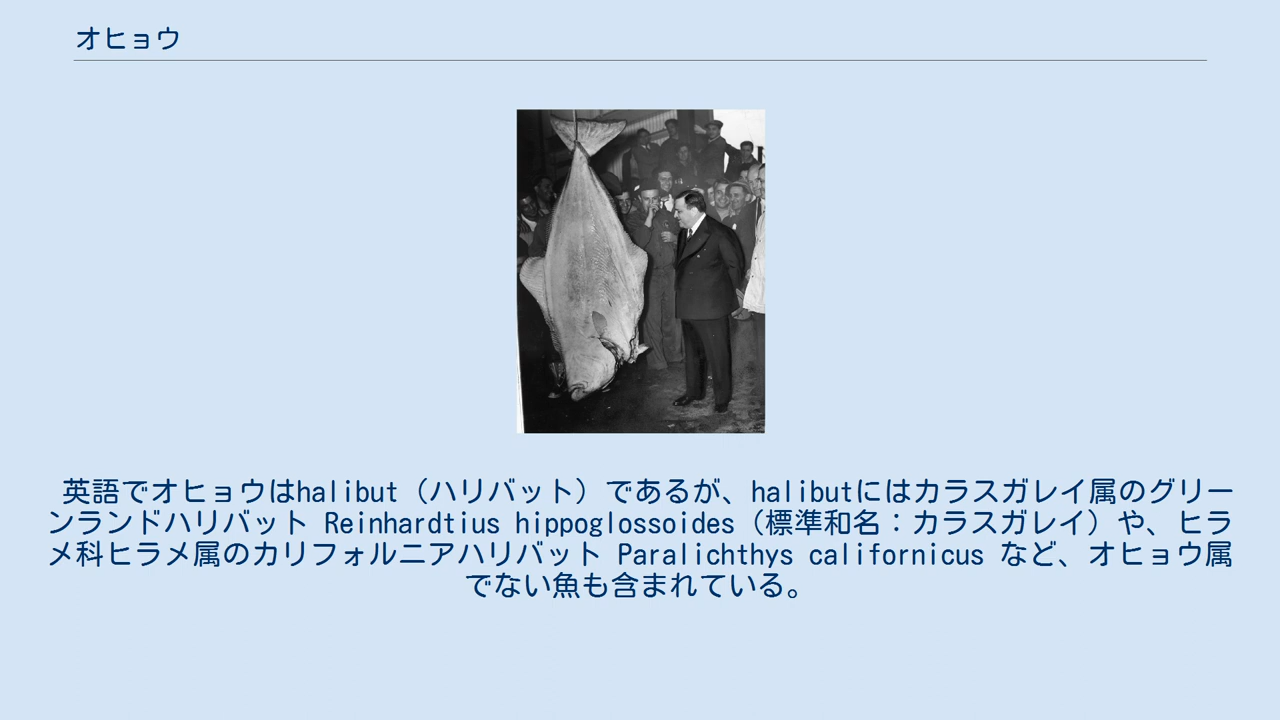 オヒョウ
英語でオヒョウはhalibut（ハリバット）であるが、halibutにはカラスガレイ属のグリー
ンランドハリバット Reinhardtius hippoglossoides（標準和名：カラスガレイ）や、ヒラ
メ科ヒラメ属のカリフォルニアハリバット Paralichthys californicus など、オヒョウ属
でない魚も含まれている。